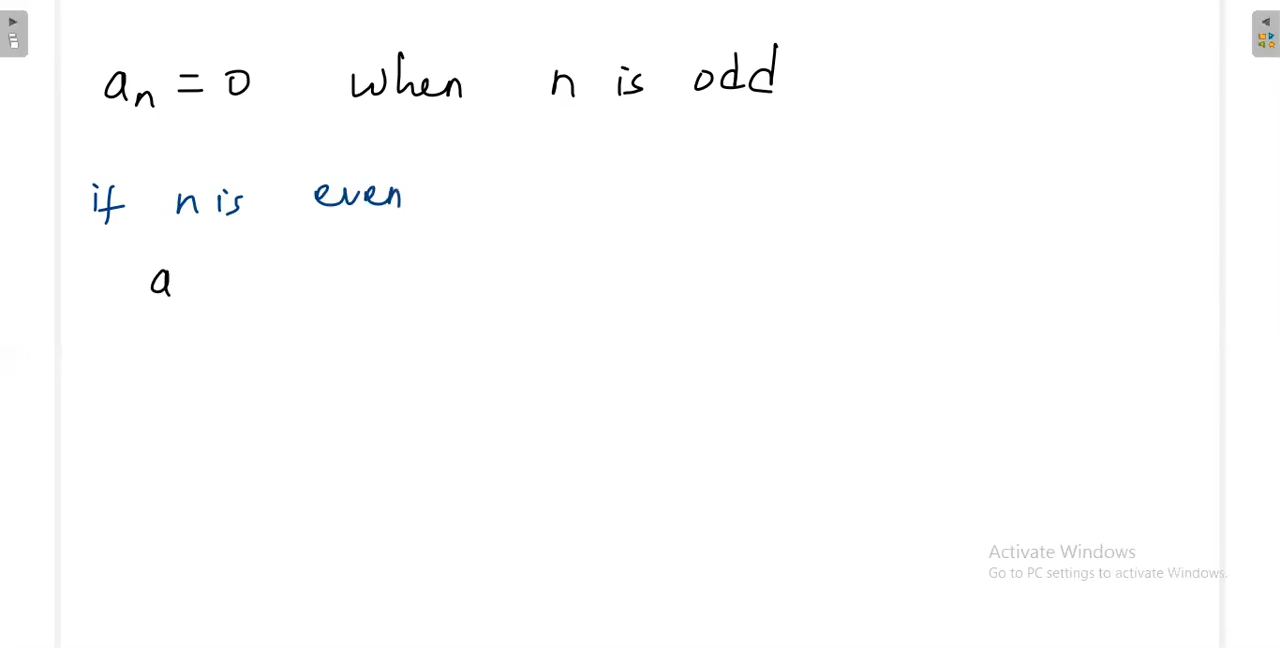 aₙ = 0 when n is odd
if n is even
a
Activate Windows
Go to PC settings to activate Windows.